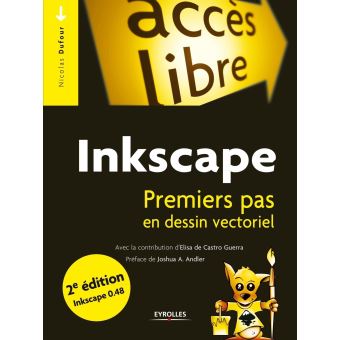 accès
libre
Nicolas Dufour
Inkscape
Premiers pas
en dessin vectoriel
Avec la contribution d'Elisa de Castro Guerra
Préface de Joshua A. Andler
2e édition
Inkscape 0.48
EYROLLES